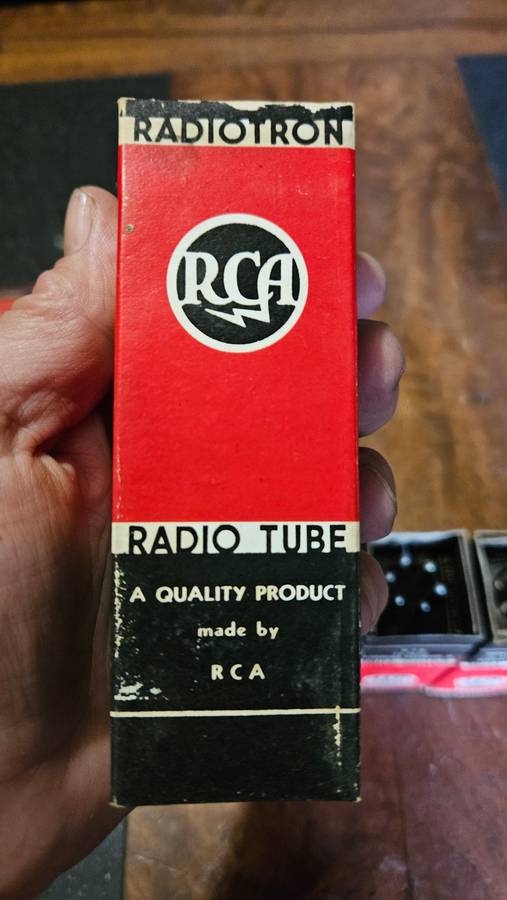 RADIOTRON
RCA
RADIO TUBE
A QUALITY PRODUCT
made by
RCA